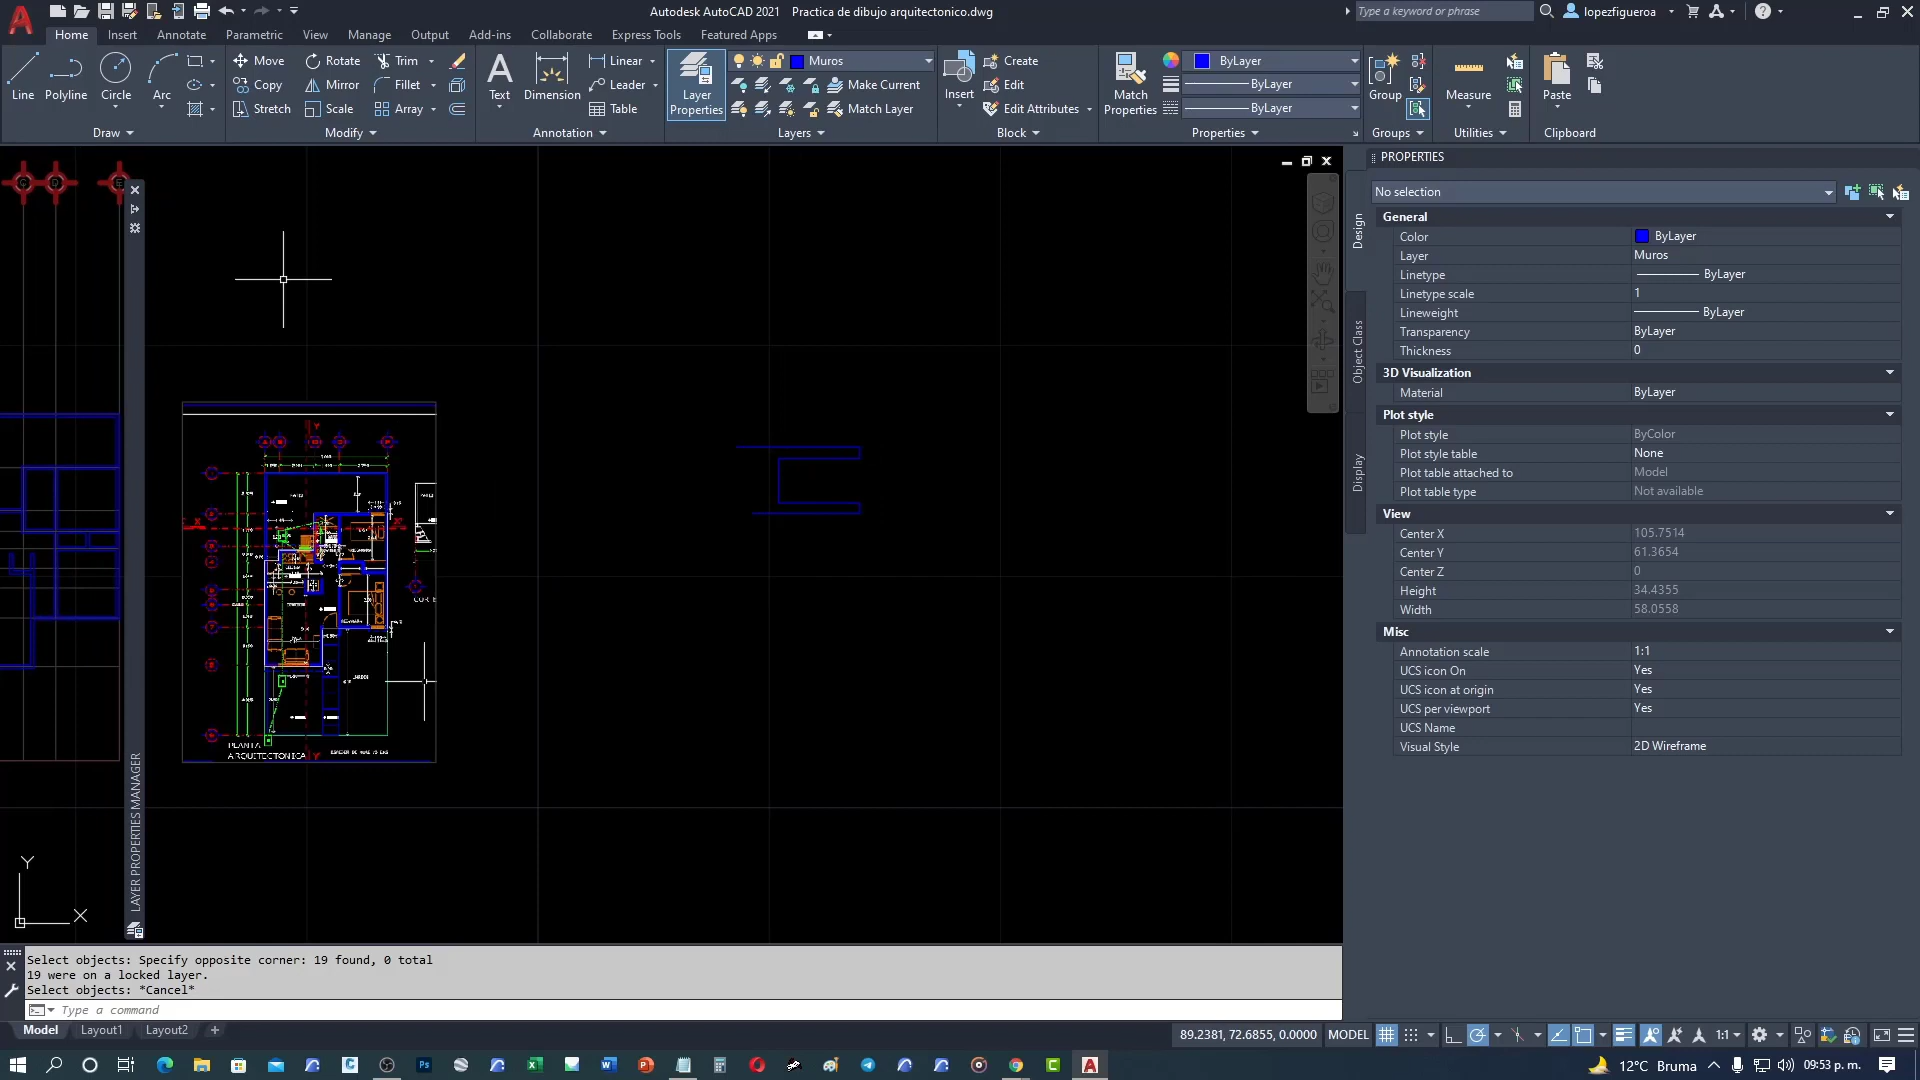 Autodesk AutoCAD 2021 Practica de dibujo arquitectonico.dwg
Type a keyword or phrase
lopezfigueroa
Home Insert Annotate Parametric View Manage Output Add-ins Collaborate Express Tools Featured Apps
Line Polyline Circle Arc
Move Rotate Trim
Copy Mirror Fillet
Stretch Scale Array
Text Dimension
Linear
Leader
Table
Layer Properties
Muros
Make Current
Match Layer
Insert
Create
Edit
Edit Attributes
Match Properties
ByLayer
ByLayer
ByLayer
Group Measure Paste
Draw Modify Annotation Layers Block Properties Groups Utilities Clipboard
PROPERTIES
No selection
Design
Object Class
Display
General
Color ByLayer
Layer Muros
Linetype ByLayer
Linetype scale 1
Lineweight ByLayer
Transparency ByLayer
Thickness 0
3D Visualization
Material ByLayer
Plot style
Plot style ByColor
Plot style table None
Plot table attached to Model
Plot table type Not available
View
Center X 105.7514
Center Y 61.3654
Center Z 0
Height 34.4355
Width 58.0558
Misc
Annotation scale 1:1
UCS icon On Yes
UCS icon at origin Yes
UCS per viewport Yes
UCS Name
Visual Style 2D Wireframe
LAYER PROPERTIES MANAGER
PLANTA
ARQUITECTONICA
Y
X
Select objects: Specify opposite corner: 19 found, 0 total
19 were on a locked layer.
Select objects: *Cancel*
Type a command
Model Layout1 Layout2 +
89.2381, 72.6855, 0.0000 MODEL 1:1
12°C Bruma 09:53 p. m.